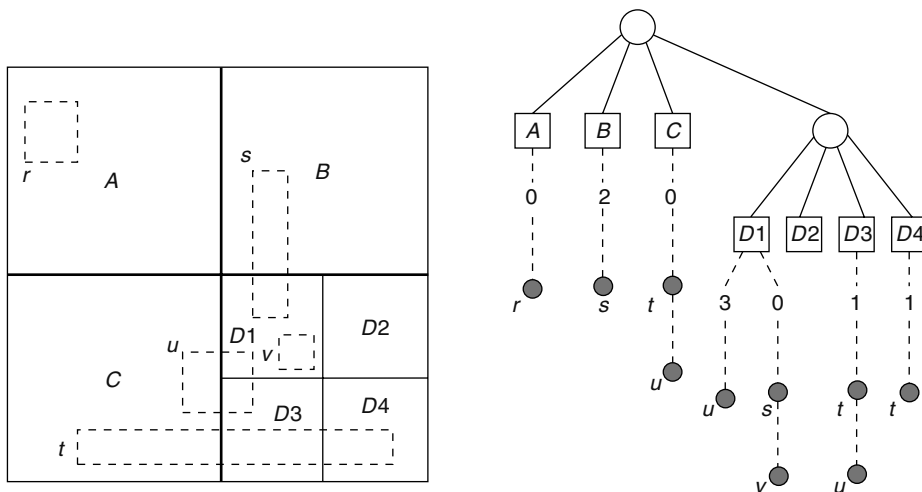 r
A
s
B
C
u
t
D1
v
D2
D3
D4
A B C
0 2 0
D1 D2 D3 D4
r s t
3 0 1 1
u
u s t t
v u